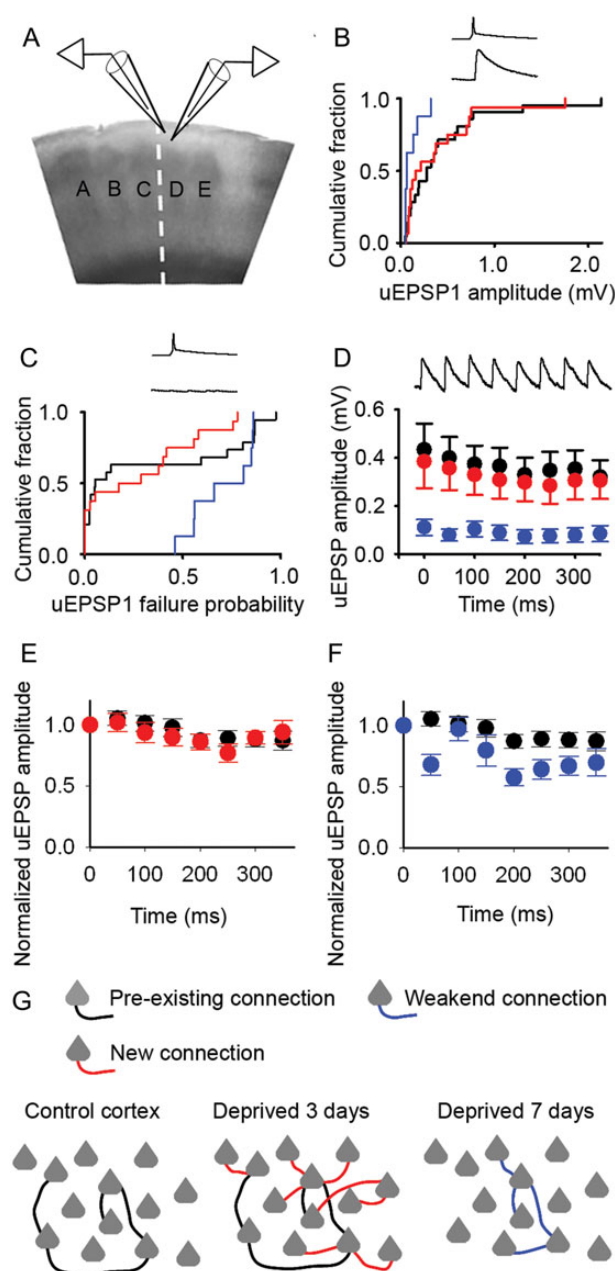 A
A B C D E
B
Cumulative fraction
1.0
0.5
0.0
0.0 1.0 2.0
uEPSP1 amplitude (mV)
C
Cumulative fraction
1.0
0.5
0.0
0.0 0.5 1.0
uEPSP1 failure probability
D
uEPSP amplitude (mV)
0.6
0.4
0.2
0.0
0 100 200 300
Time (ms)
E
Normalized uEPSP amplitude
1.0
0.5
0.0
0 100 200 300
Time (ms)
F
Normalized uEPSP amplitude
1.0
0.5
0.0
0 100 200 300
Time (ms)
G
Pre-existing connection
Weakend connection
New connection
Control cortex
Deprived 3 days
Deprived 7 days